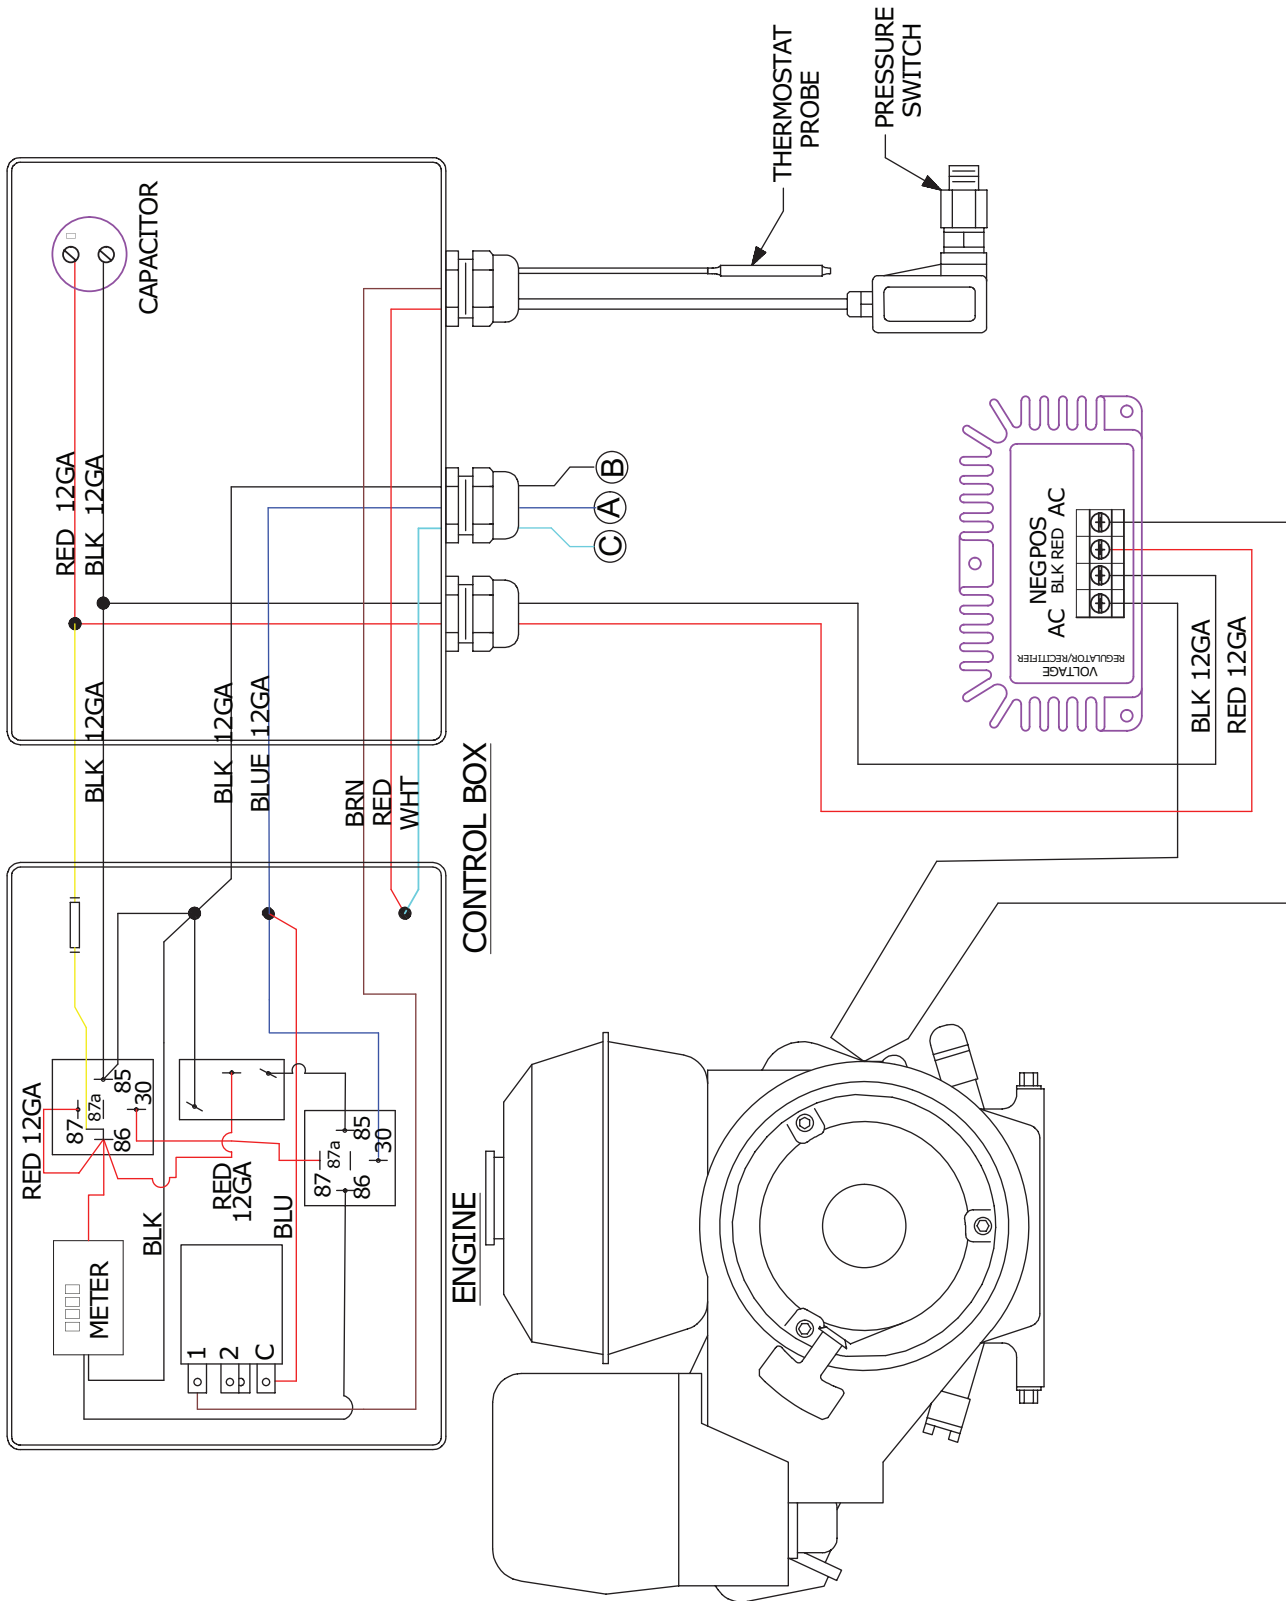 THERMOSTAT
PROBE
PRESSURE
SWITCH
CAPACITOR
RED 12GA
BLK 12GA
B
A
C
AC
NEG
POS
BLK
RED
AC
VOLTAGE
REGULATOR/RECTIFIER
BLK 12GA
RED 12GA
BLK 12GA
BLK 12GA
BLUE 12GA
BRN
RED
WHT
CONTROL BOX
RED 12GA
87
87a
86
85
30
RED
12GA
BLK
BLU
87
87a
86
85
30
METER
1
2
C
ENGINE